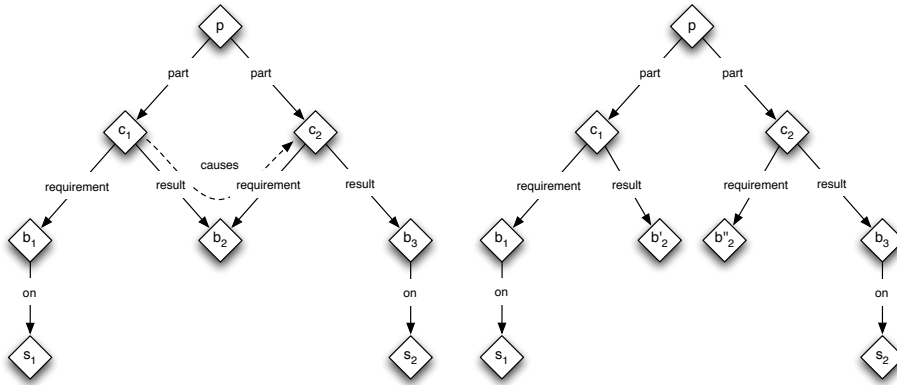 p p
part part part part
c1 c2 c1 c2
causes
requirement result requirement result requirement result requirement result
b1 b2 b3 b1 b'2 b"2 b3
on on on on
s1 s2 s1 s2